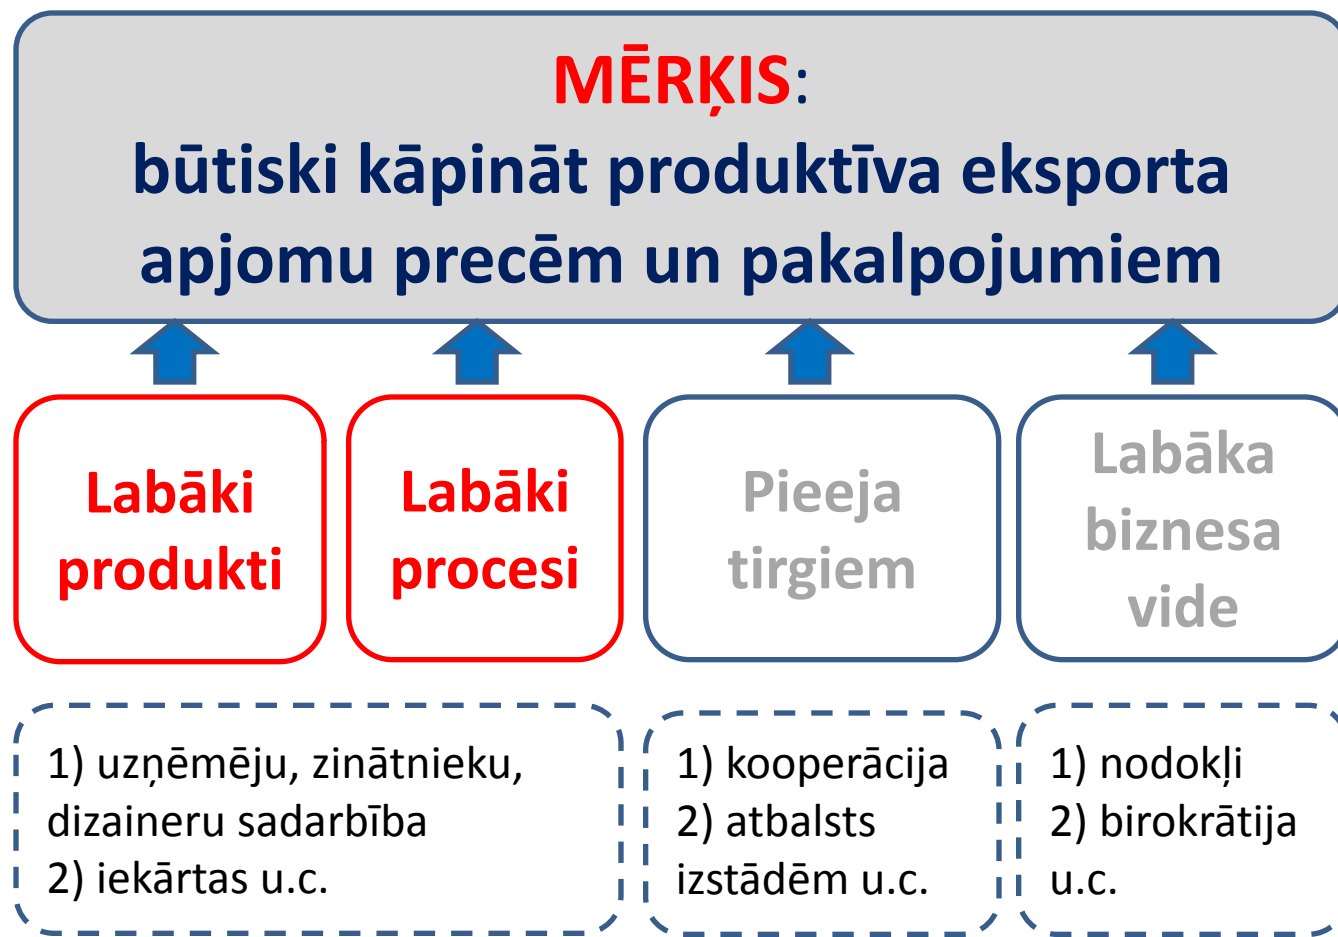 MĒRĶIS:
būtiski kāpināt produktīva eksporta
apjomu precēm un pakalpojumiem
Labāki
produkti
Labāki
procesi
Pieeja
tirgiem
Labāka
biznesa
vide
1) uzņēmēju, zinātnieku,
dizaineru sadarbība
2) iekārtas u.c.
1) kooperācija
2) atbalsts
izstādēm u.c.
1) nodokļi
2) birokrātija
u.c.